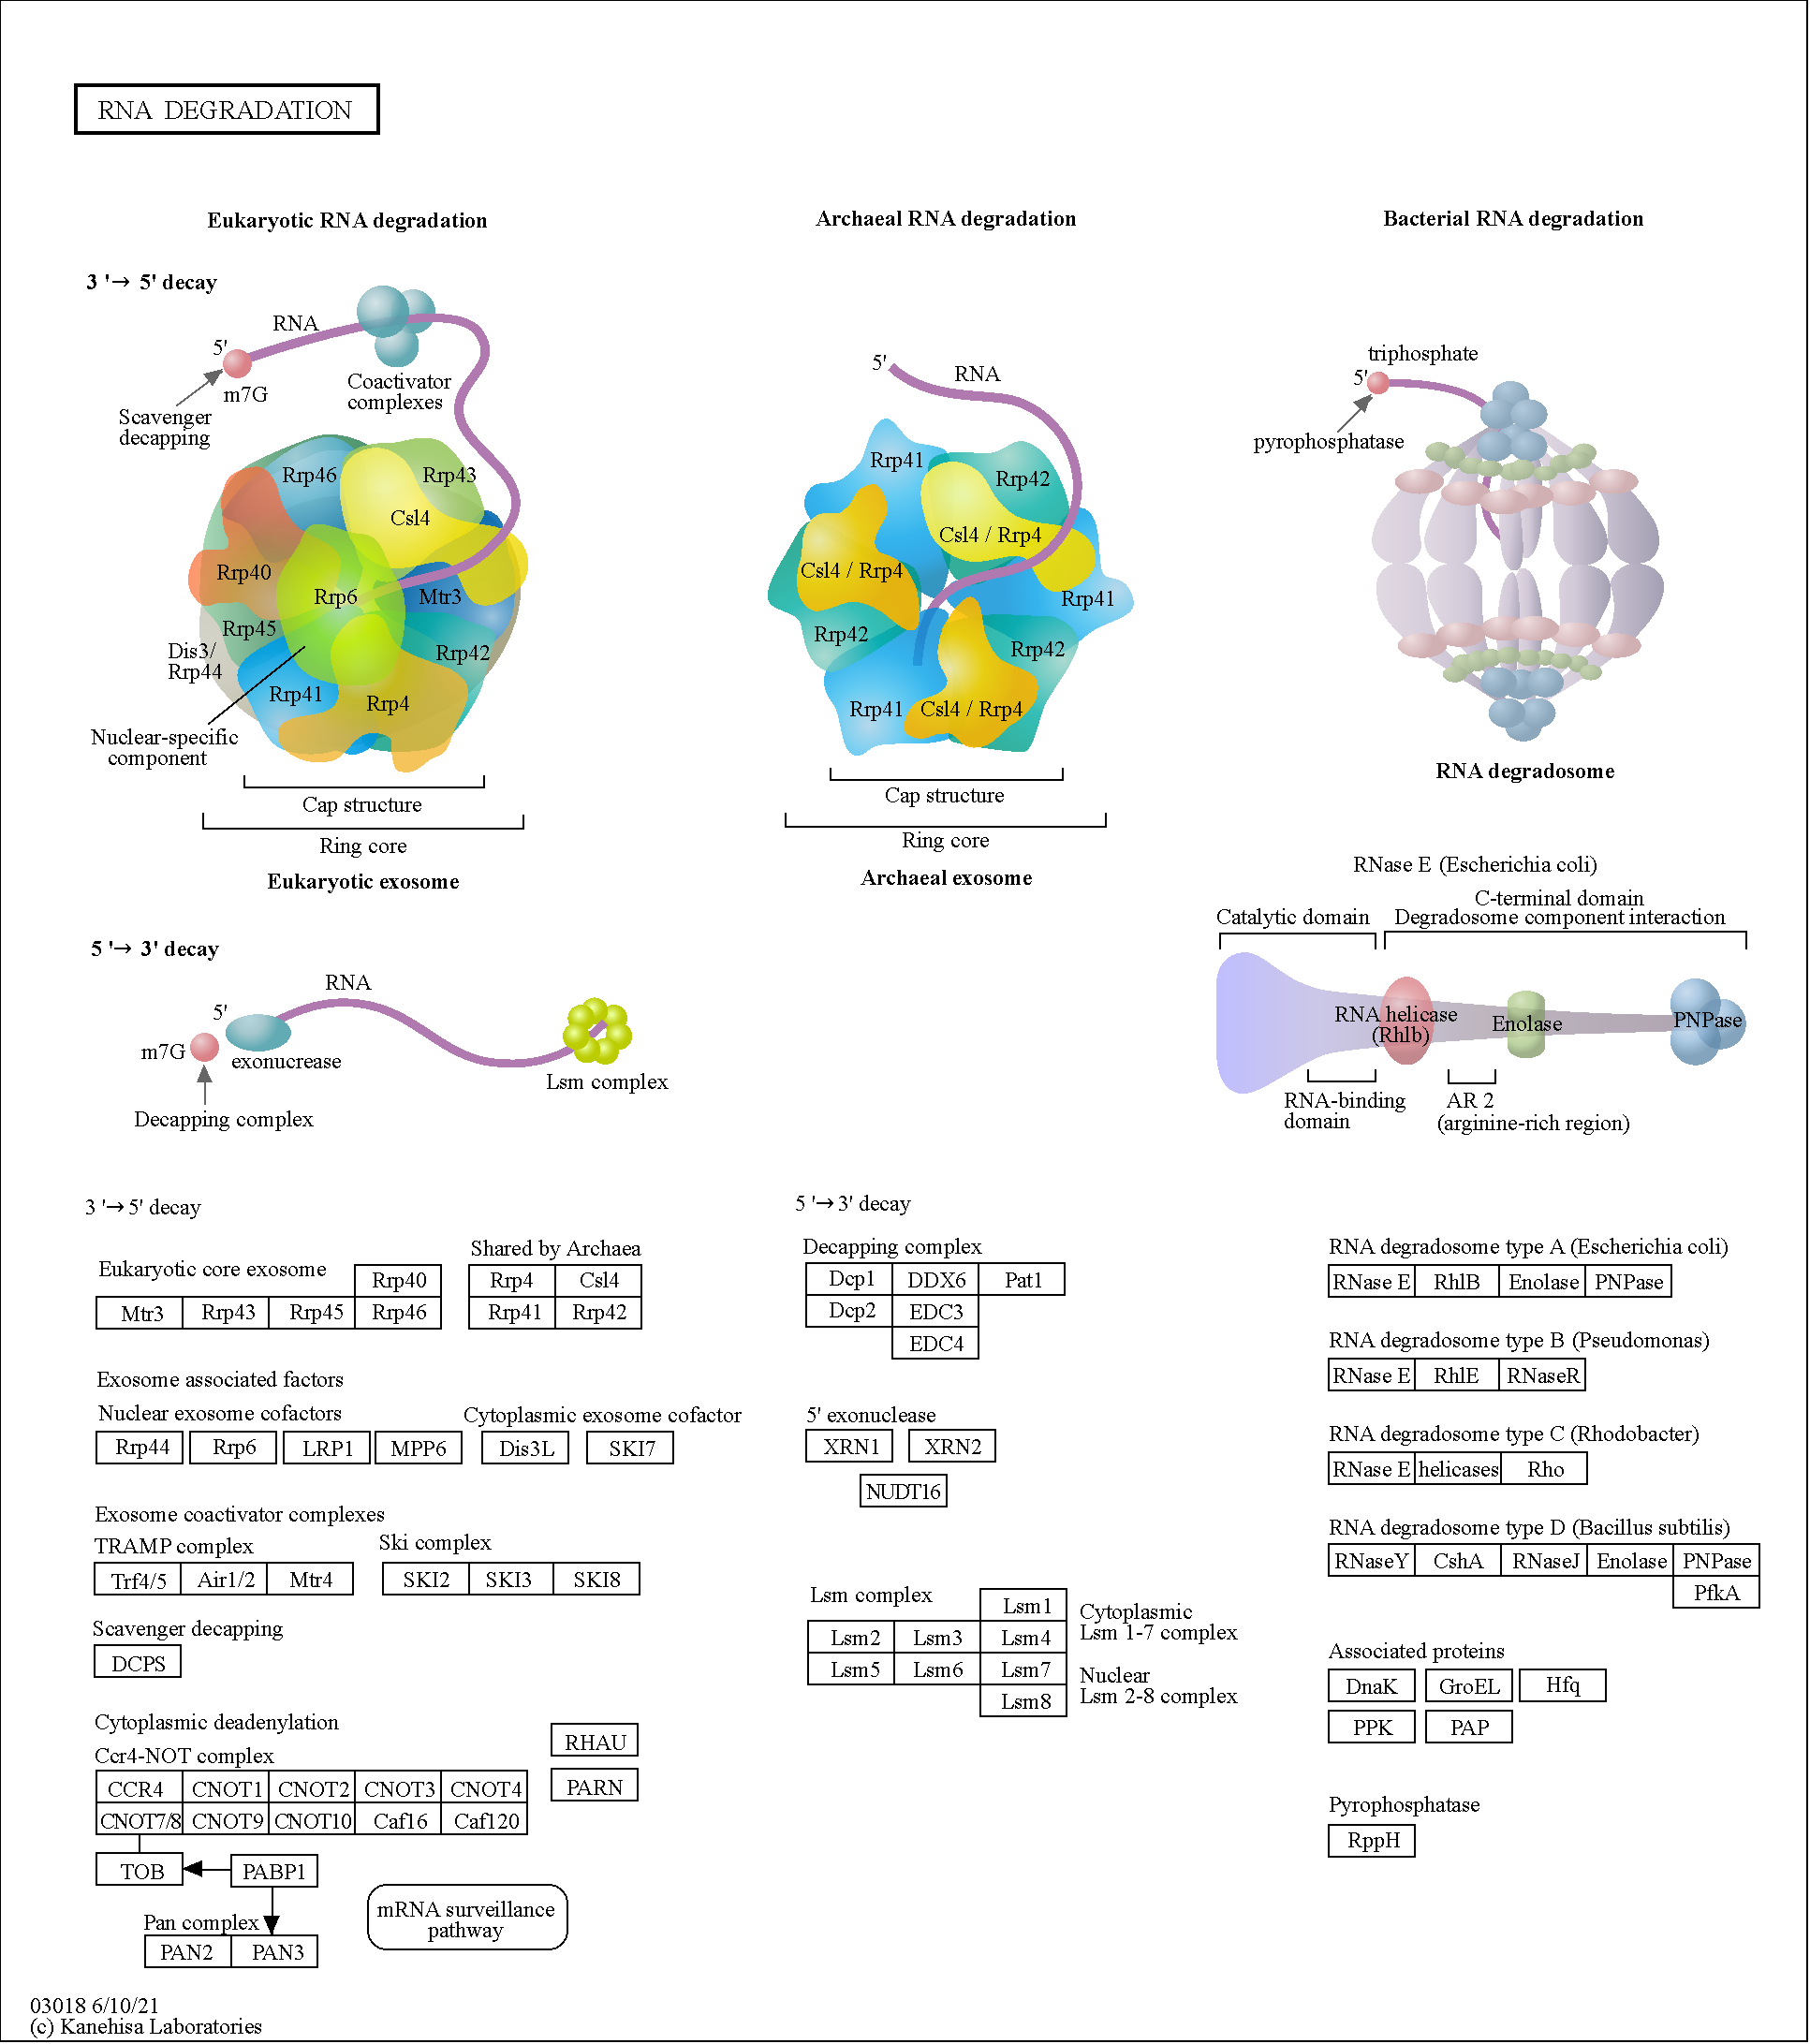 RNA DEGRADATION
Eukaryotic RNA degradation
3 '→ 5' decay
RNA
5'
m7G
Coactivator
complexes
Scavenger
decapping
Rrp46
Rrp43
Csl4
Rrp40
Rrp6
Mtr3
Rrp45
Dis3/
Rrp44
Rrp42
Rrp41
Rrp4
Nuclear-specific
component
Cap structure
Ring core
Eukaryotic exosome
5 '→ 3' decay
RNA
5'
m7G
exonucrease
Lsm complex
Decapping complex
Archaeal RNA degradation
5'
RNA
Rrp41
Rrp42
Csl4 / Rrp4
Csl4 / Rrp4
Rrp41
Rrp42
Rrp42
Rrp41
Csl4 / Rrp4
Cap structure
Ring core
Archaeal exosome
Bacterial RNA degradation
triphosphate
5'
pyrophosphatase
RNA degradosome
RNase E (Escherichia coli)
C-terminal domain
Catalytic domain
Degradosome component interaction
RNA helicase
(Rhlb)
Enolase
PNPase
RNA-binding
domain
AR 2
(arginine-rich region)
3 '→ 5' decay
Eukaryotic core exosome
Rrp40
Mtr3 Rrp43 Rrp45 Rrp46
Shared by Archaea
Rrp4 Csl4
Rrp41 Rrp42
Exosome associated factors
Nuclear exosome cofactors
Rrp44 Rrp6 LRP1 MPP6
Cytoplasmic exosome cofactor
Dis3L SKI7
Exosome coactivator complexes
TRAMP complex
Trf4/5 Air1/2 Mtr4
Ski complex
SKI2 SKI3 SKI8
Scavenger decapping
DCPS
Cytoplasmic deadenylation
Ccr4-NOT complex
CCR4 CNOT1 CNOT2 CNOT3 CNOT4
CNOT7/8 CNOT9 CNOT10 Caf16 Caf120
RHAU
PARN
TOB PABP1
Pan complex
PAN2 PAN3
mRNA surveillance
pathway
5 '→ 3' decay
Decapping complex
Dcp1 DDX6 Pat1
Dcp2 EDC3
EDC4
5' exonuclease
XRN1 XRN2
NUDT16
Lsm complex
Lsm1
Lsm2 Lsm3 Lsm4
Lsm5 Lsm6 Lsm7
Lsm8
Cytoplasmic
Lsm 1-7 complex
Nuclear
Lsm 2-8 complex
RNA degradosome type A (Escherichia coli)
RNase E RhlB Enolase PNPase
RNA degradosome type B (Pseudomonas)
RNase E RhlE RNaseR
RNA degradosome type C (Rhodobacter)
RNase E helicases Rho
RNA degradosome type D (Bacillus subtilis)
RNaseY CshA RNaseJ Enolase PNPase
PfkA
Associated proteins
DnaK GroEL Hfq
PPK PAP
Pyrophosphatase
RppH
03018 6/10/21
(c) Kanehisa Laboratories